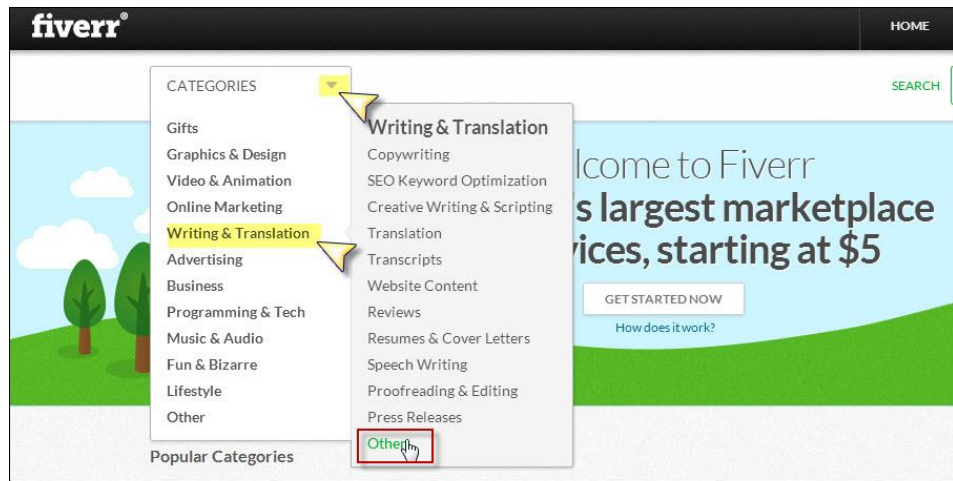 fiverr®
HOME
CATEGORIES
SEARCH
Gifts
Graphics & Design
Video & Animation
Online Marketing
Writing & Translation
Advertising
Business
Programming & Tech
Music & Audio
Fun & Bizarre
Lifestyle
Other
Writing & Translation
Copywriting
SEO Keyword Optimization
Creative Writing & Scripting
Translation
Transcripts
Website Content
Reviews
Resumes & Cover Letters
Speech Writing
Proofreading & Editing
Press Releases
Other
lcome to Fiverr
's largest marketplace
vices, starting at $5
GET STARTED NOW
How does it work?
Popular Categories